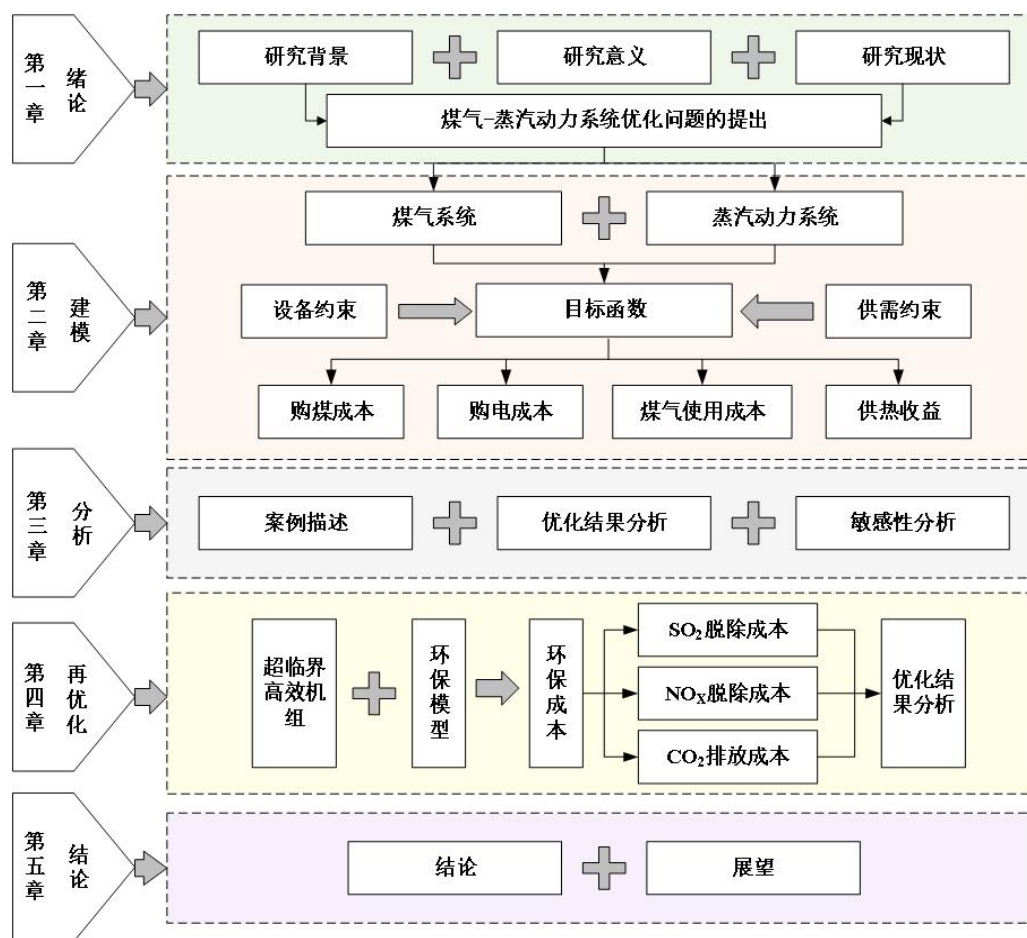 第一章
绪论
研究背景
研究意义
研究现状
煤气-蒸汽动力系统优化问题的提出
第二章
建模
煤气系统
蒸汽动力系统
设备约束
目标函数
供需约束
购煤成本
购电成本
煤气使用成本
供热收益
第三章
分析
案例描述
优化结果分析
敏感性分析
第四章
再优化
超临界
高效机
组
环保模型
环保成本
SO₂脱除成本
NOX脱除成本
CO₂排放成本
优化结
果分析
第五章
结论
结论
展望